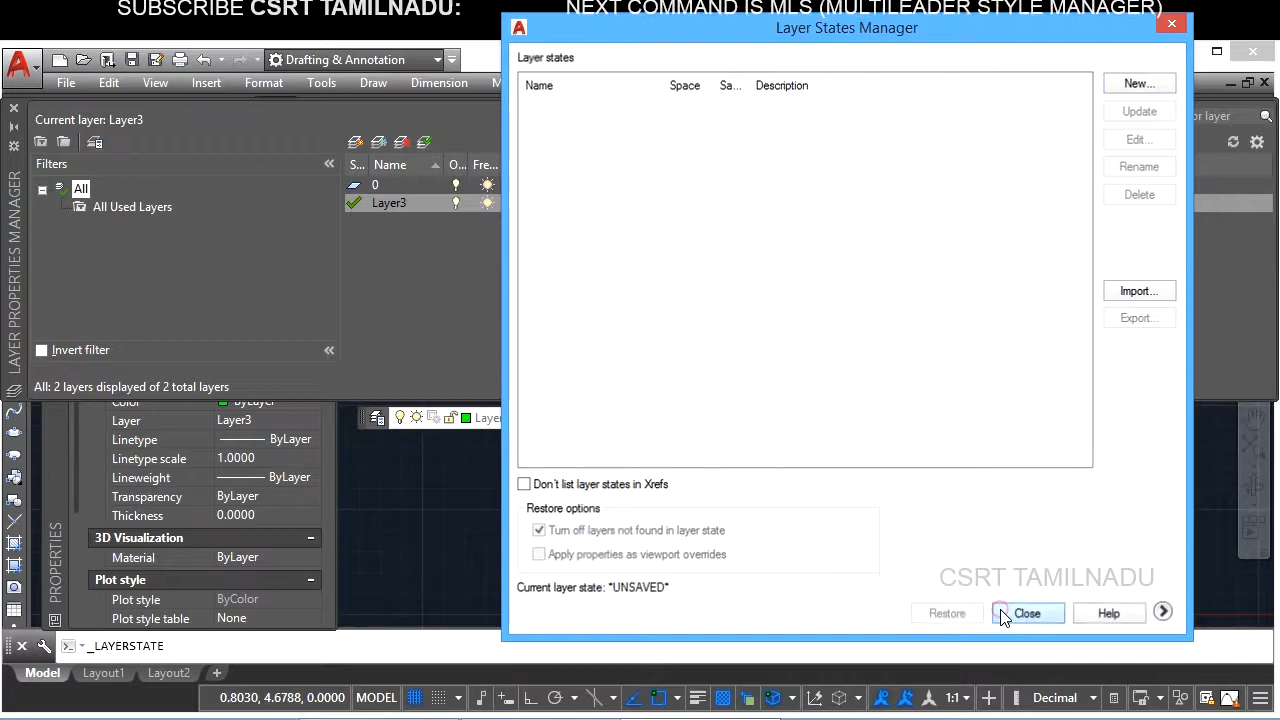 SUBSCRIBE CSRT TAMILNADU: NEXT COMMAND IS MLS (MULTILEADER STYLE MANAGER)
Layer States Manager
Drafting & Annotation
File Edit View Insert Format Tools Draw Dimension
Current layer: Layer3
Filters
All
All Used Layers
Invert filter
All: 2 layers displayed of 2 total layers
LAYER PROPERTIES MANAGER
S... Name O... Fre...
0
Layer3
or layer
Layer states
Name Space Sa... Description
New...
Update
Edit...
Rename
Delete
Import...
Export...
Don't list layer states in Xrefs
Restore options
Turn off layers not found in layer state
Apply properties as viewport overrides
Current layer state: *UNSAVED*
CSRT TAMILNADU
Restore Close Help
Color ByLayer
Layer Layer3
Linetype ByLayer
Linetype scale 1.0000
Lineweight ByLayer
Transparency ByLayer
Thickness 0.0000
3D Visualization
Material ByLayer
Plot style
Plot style ByColor
Plot style table None
PROPERTIES
_LAYERSTATE
Model Layout1 Layout2 +
0.8030, 4.6788, 0.0000 MODEL 1:1 Decimal